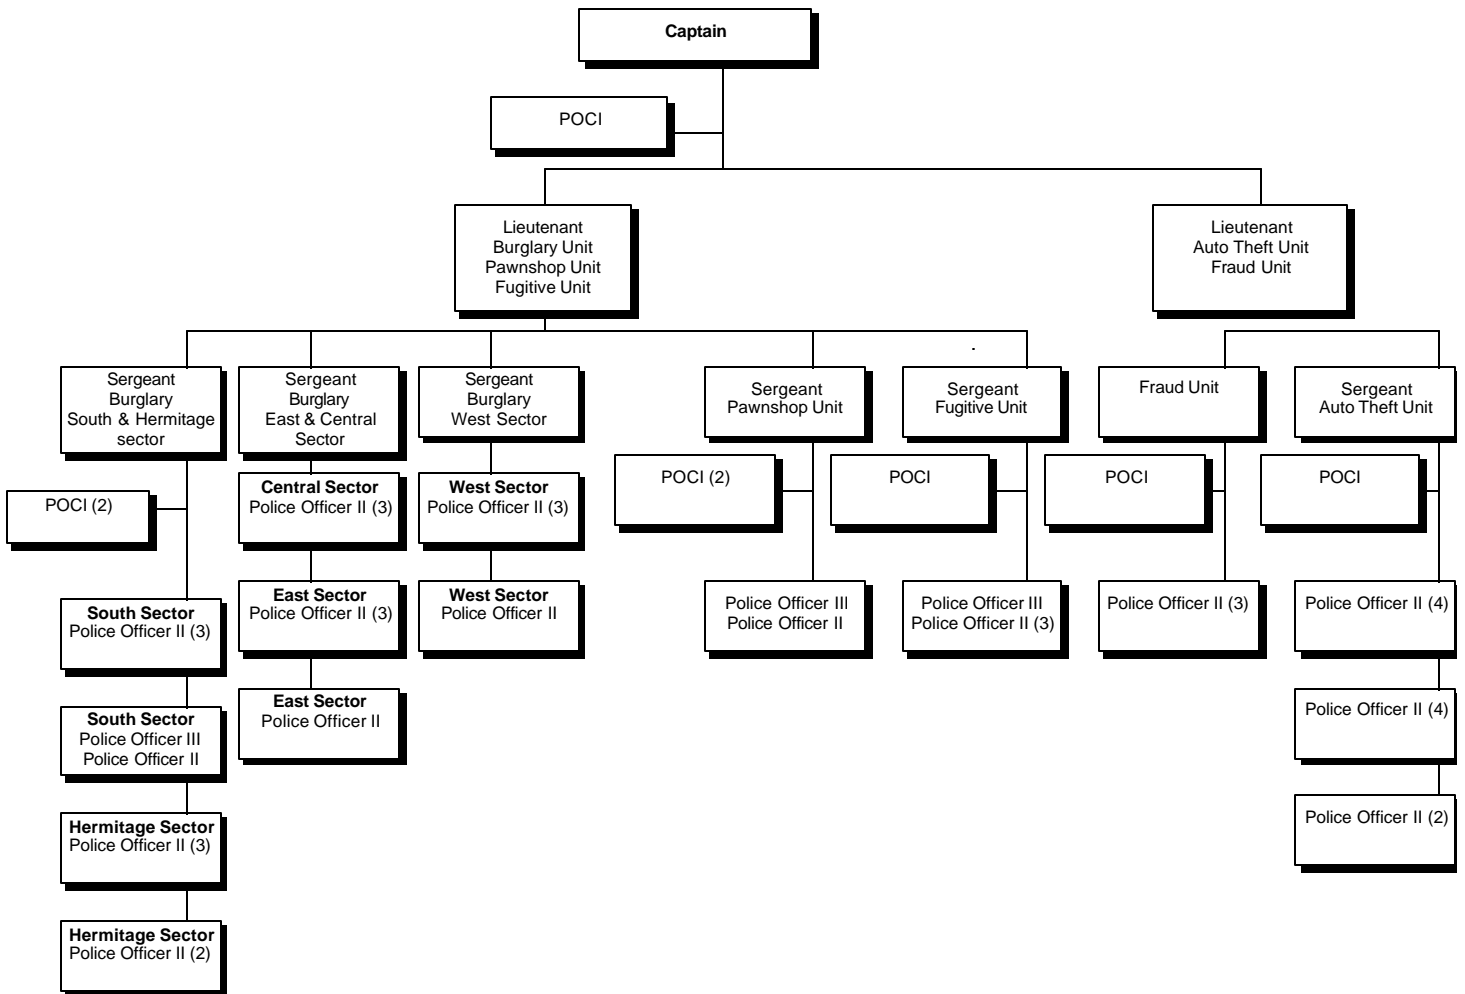 Captain
POCI
Lieutenant
Burglary Unit
Pawnshop Unit
Fugitive Unit
Lieutenant
Auto Theft Unit
Fraud Unit
Sergeant
Burglary
South & Hermitage
sector
Sergeant
Burglary
East & Central
Sector
Sergeant
Burglary
West Sector
Sergeant
Pawnshop Unit
Sergeant
Fugitive Unit
Fraud Unit
Sergeant
Auto Theft Unit
POCI (2)
Central Sector
Police Officer II (3)
West Sector
Police Officer II (3)
POCI (2)
POCI
POCI
POCI
South Sector
Police Officer II (3)
East Sector
Police Officer II (3)
West Sector
Police Officer II
Police Officer III
Police Officer II
Police Officer III
Police Officer II (3)
Police Officer II (3)
Police Officer II (4)
South Sector
Police Officer III
Police Officer II
East Sector
Police Officer II
Police Officer II (4)
Hermitage Sector
Police Officer II (3)
Police Officer II (2)
Hermitage Sector
Police Officer II (2)